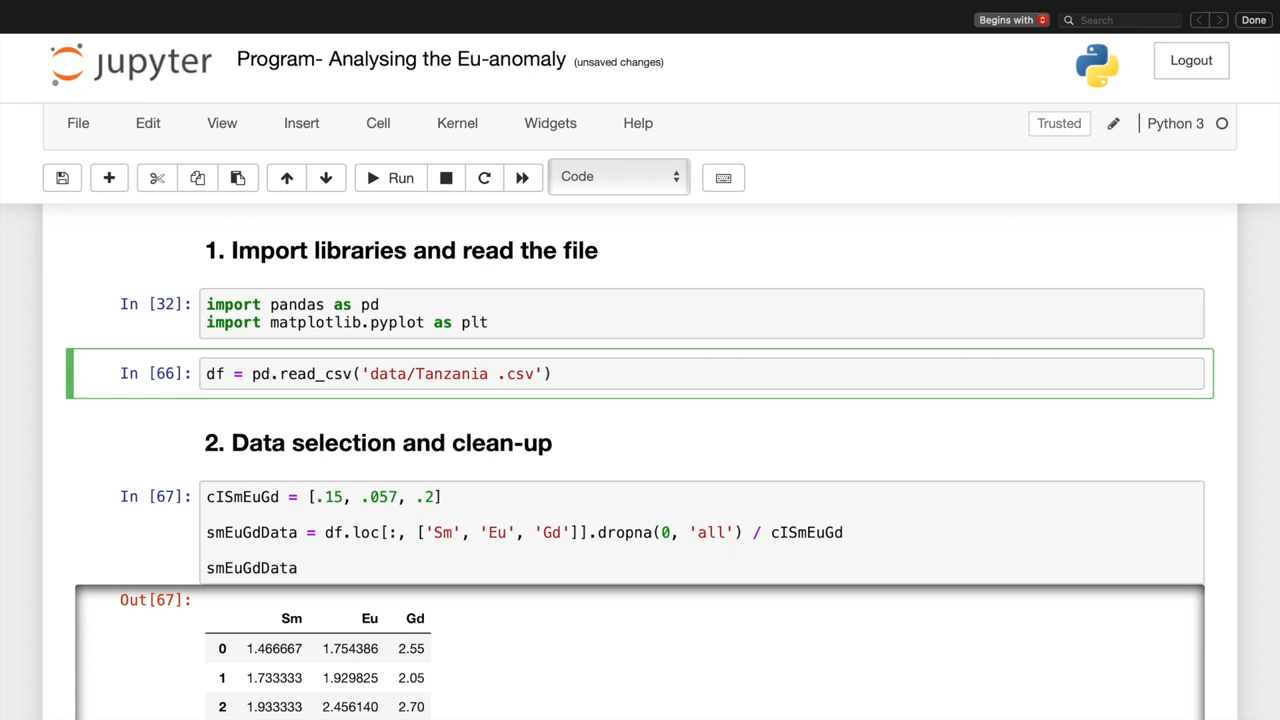 Begins with Search Done
jupyter Program- Analysing the Eu-anomaly (unsaved changes) Logout
File Edit View Insert Cell Kernel Widgets Help Trusted Python 3
Run Code
1. Import libraries and read the file
In [32]: import pandas as pd
import matplotlib.pyplot as plt
In [66]: df = pd.read_csv('data/Tanzania .csv')
2. Data selection and clean-up
In [67]: cISmEuGd = [.15, .057, .2]
smEuGdData = df.loc[:, ['Sm', 'Eu', 'Gd']].dropna(0, 'all') / cISmEuGd
smEuGdData
Out[67]:
Sm Eu Gd
0 1.466667 1.754386 2.55
1 1.733333 1.929825 2.05
2 1.933333 2.456140 2.70